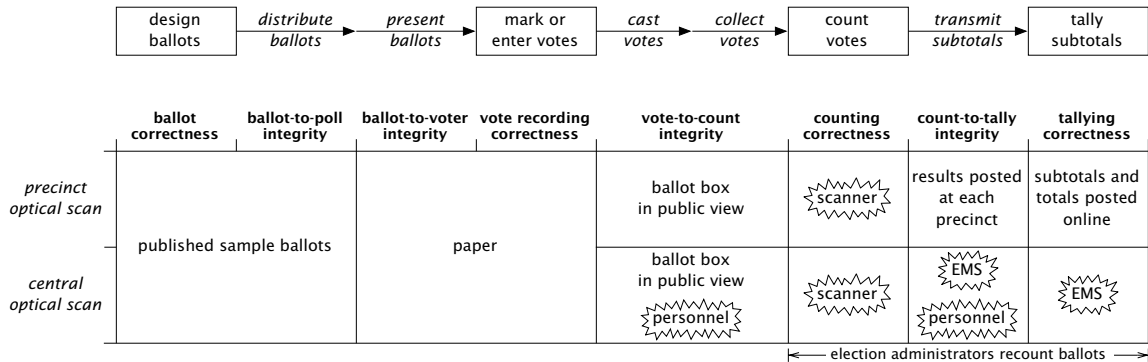 design
ballots
distribute
ballots
present
ballots
mark or
enter votes
cast
votes
collect
votes
count
votes
transmit
subtotals
tally
subtotals
ballot
correctness
ballot-to-poll
integrity
ballot-to-voter
integrity
vote recording
correctness
vote-to-count
integrity
counting
correctness
count-to-tally
integrity
tallying
correctness
precinct
optical scan
published sample ballots
paper
ballot box
in public view
scanner
results posted
at each
precinct
subtotals and
totals posted
online
central
optical scan
ballot box
in public view
personnel
scanner
EMS
personnel
EMS
election administrators recount ballots